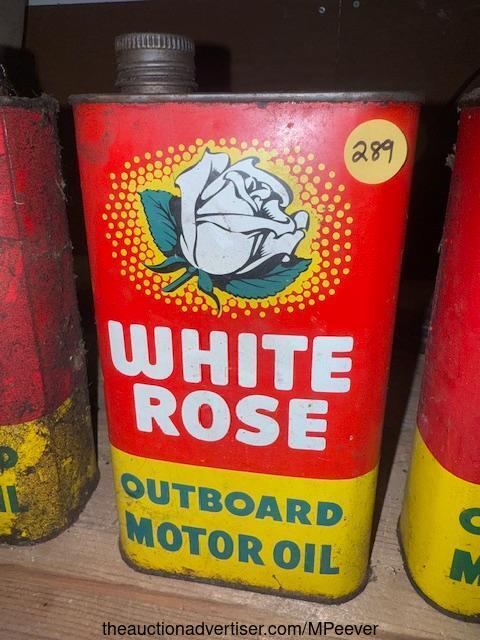 289
WHITE
ROSE
OUTBOARD
MOTOR OIL
theauctionadvertiser.com/MPeever